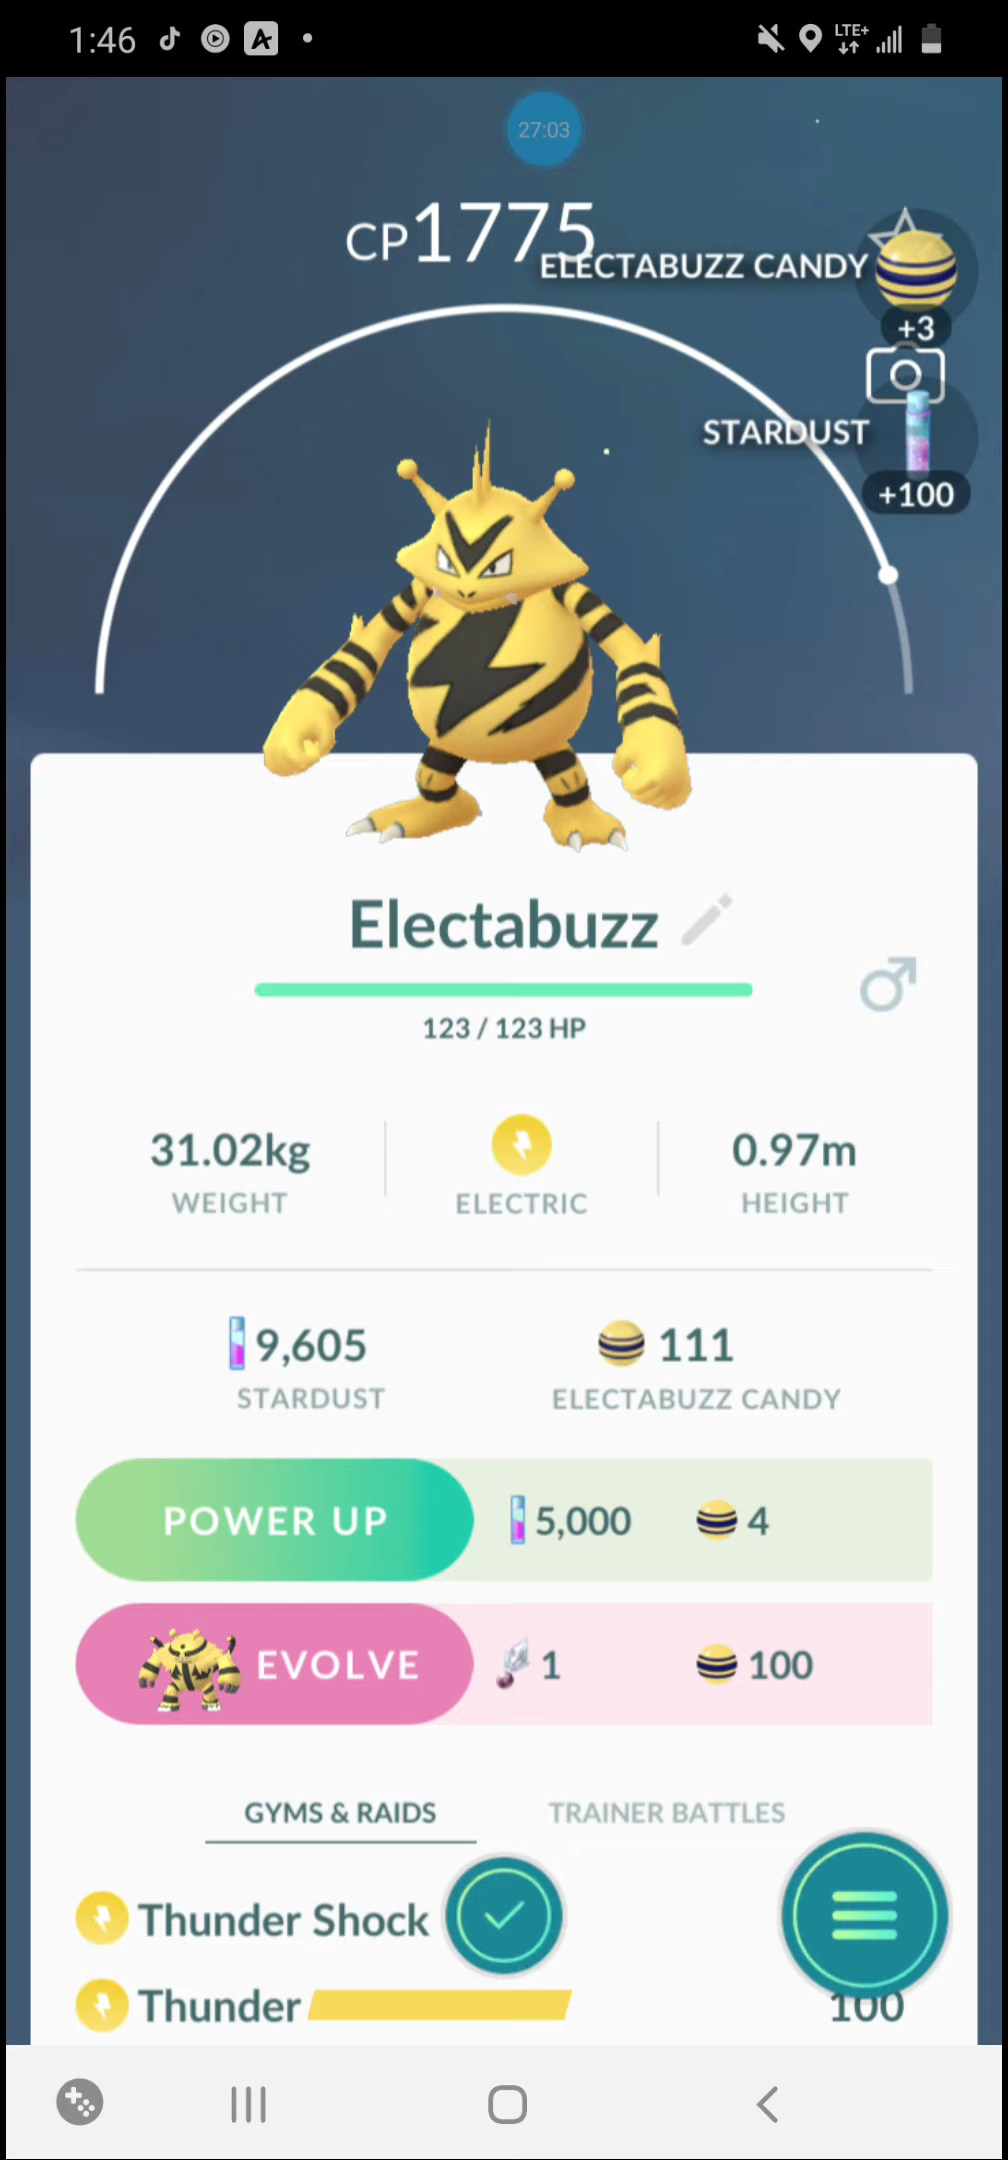 1:46
LTE+
27:03
CP1775
ELECTABUZZ CANDY
+3
STARDUST
+100
Electabuzz
123 / 123 HP
31.02kg
WEIGHT
ELECTRIC
0.97m
HEIGHT
9,605
STARDUST
111
ELECTABUZZ CANDY
POWER UP
5,000
4
EVOLVE
1
100
GYMS & RAIDS
TRAINER BATTLES
Thunder Shock
Thunder
100